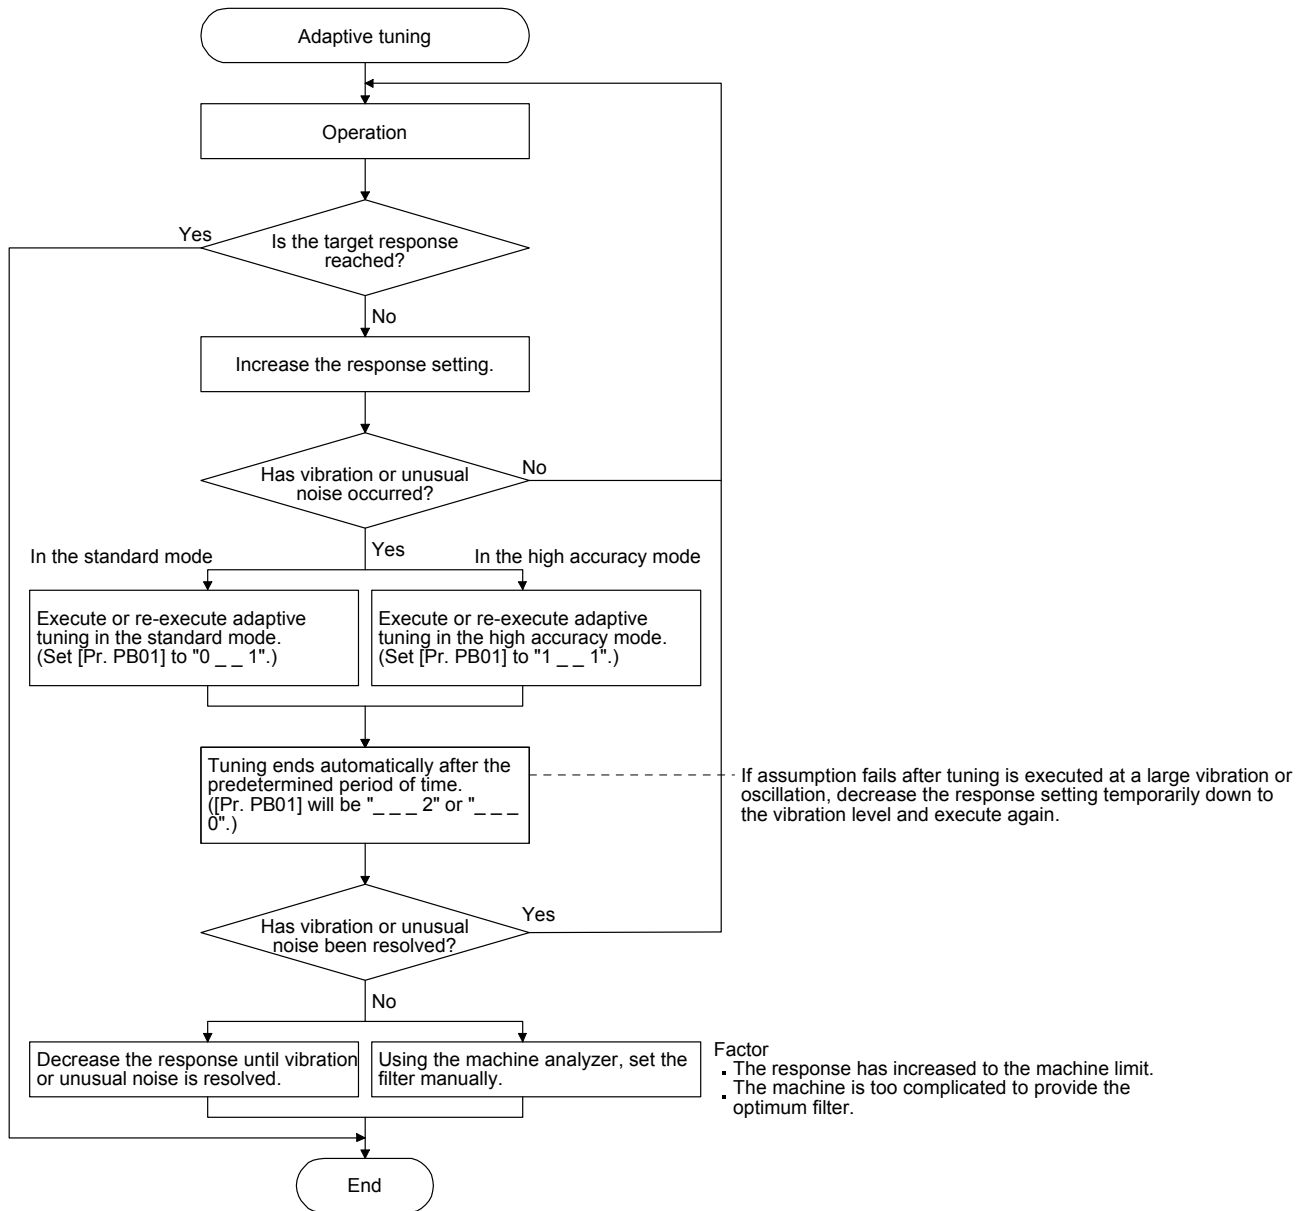 Adaptive tuning
Operation
Yes
Is the target response
reached?
No
Increase the response setting.
Has vibration or unusual
noise occurred?
No
Yes
In the standard mode
In the high accuracy mode
Execute or re-execute adaptive
tuning in the standard mode.
(Set [Pr. PB01] to "0 _ _ 1".)
Execute or re-execute adaptive
tuning in the high accuracy mode.
(Set [Pr. PB01] to "1 _ _ 1".)
Tuning ends automatically after the
predetermined period of time.
([Pr. PB01] will be "_ _ _ 2" or "_ _ _
0".)
If assumption fails after tuning is executed at a large vibration or
oscillation, decrease the response setting temporarily down to
the vibration level and execute again.
Has vibration or unusual
noise been resolved?
Yes
No
Decrease the response until vibration
or unusual noise is resolved.
Using the machine analyzer, set the
filter manually.
Factor
. The response has increased to the machine limit.
. The machine is too complicated to provide the
optimum filter.
End